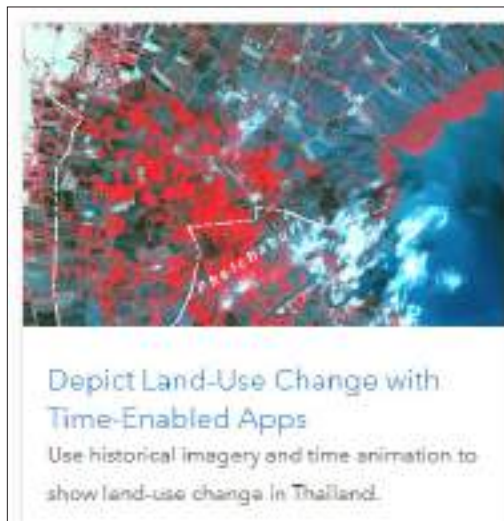 Phetchaburi
Depict Land-Use Change with
Time-Enabled Apps
Use historical imagery and time animation to
show land-use change in Thailand.